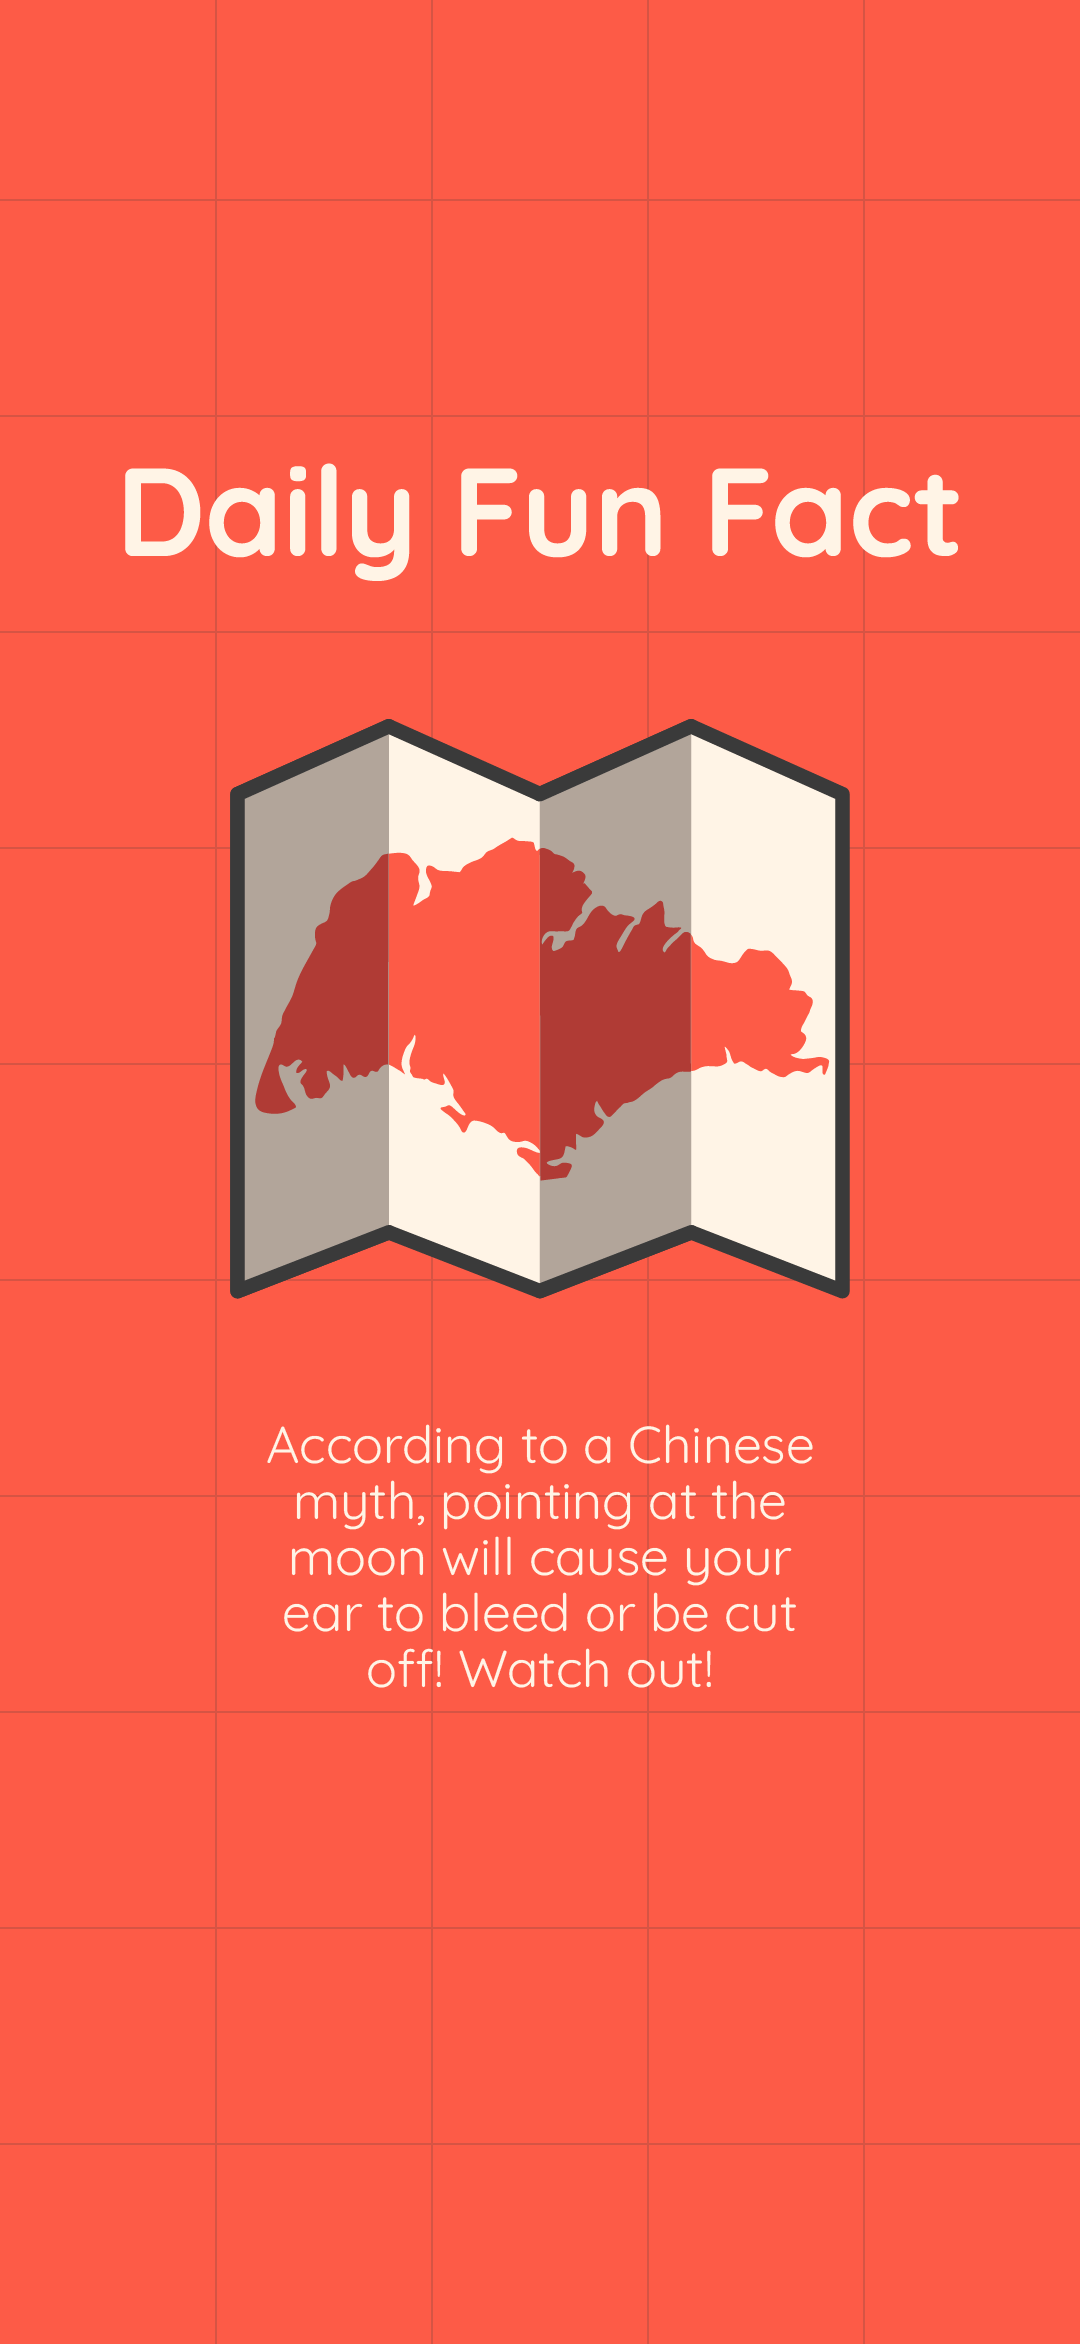 Daily Fun Fact
According to a Chinese
myth, pointing at the
moon will cause your
ear to bleed or be cut
off! Watch out!